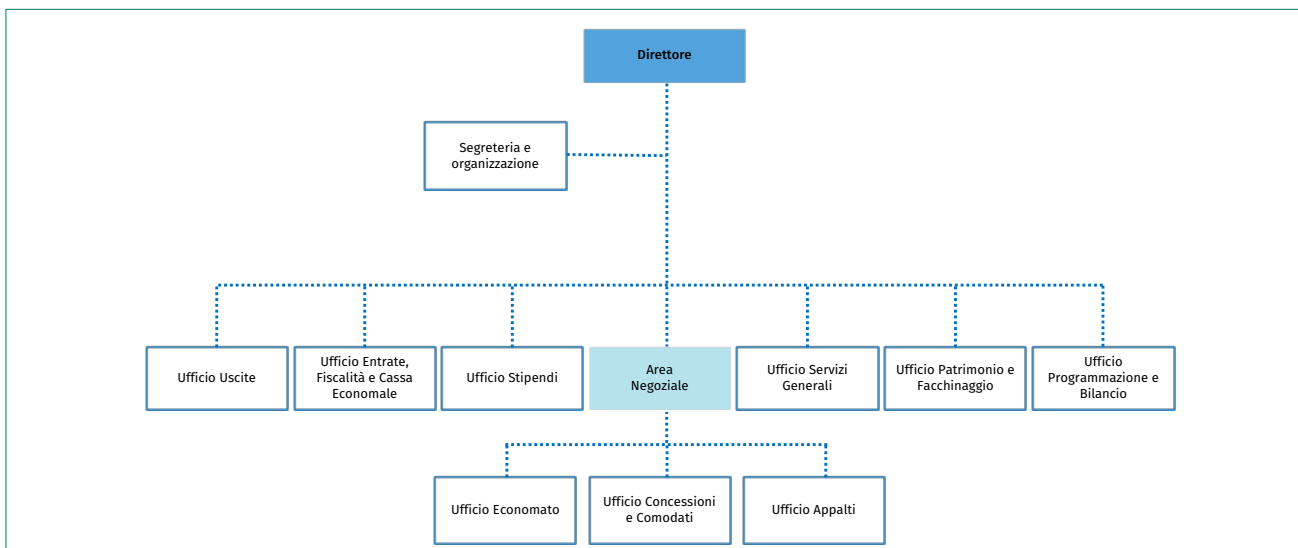 Direttore
Segreteria e
organizzazione
Ufficio Uscite
Ufficio Entrate,
Fiscalità e Cassa
Economale
Ufficio Stipendi
Area
Negoziale
Ufficio Servizi
Generali
Ufficio Patrimonio e
Facchinaggio
Ufficio
Programmazione e
Bilancio
Ufficio Economato
Ufficio Concessioni
e Comodati
Ufficio Appalti